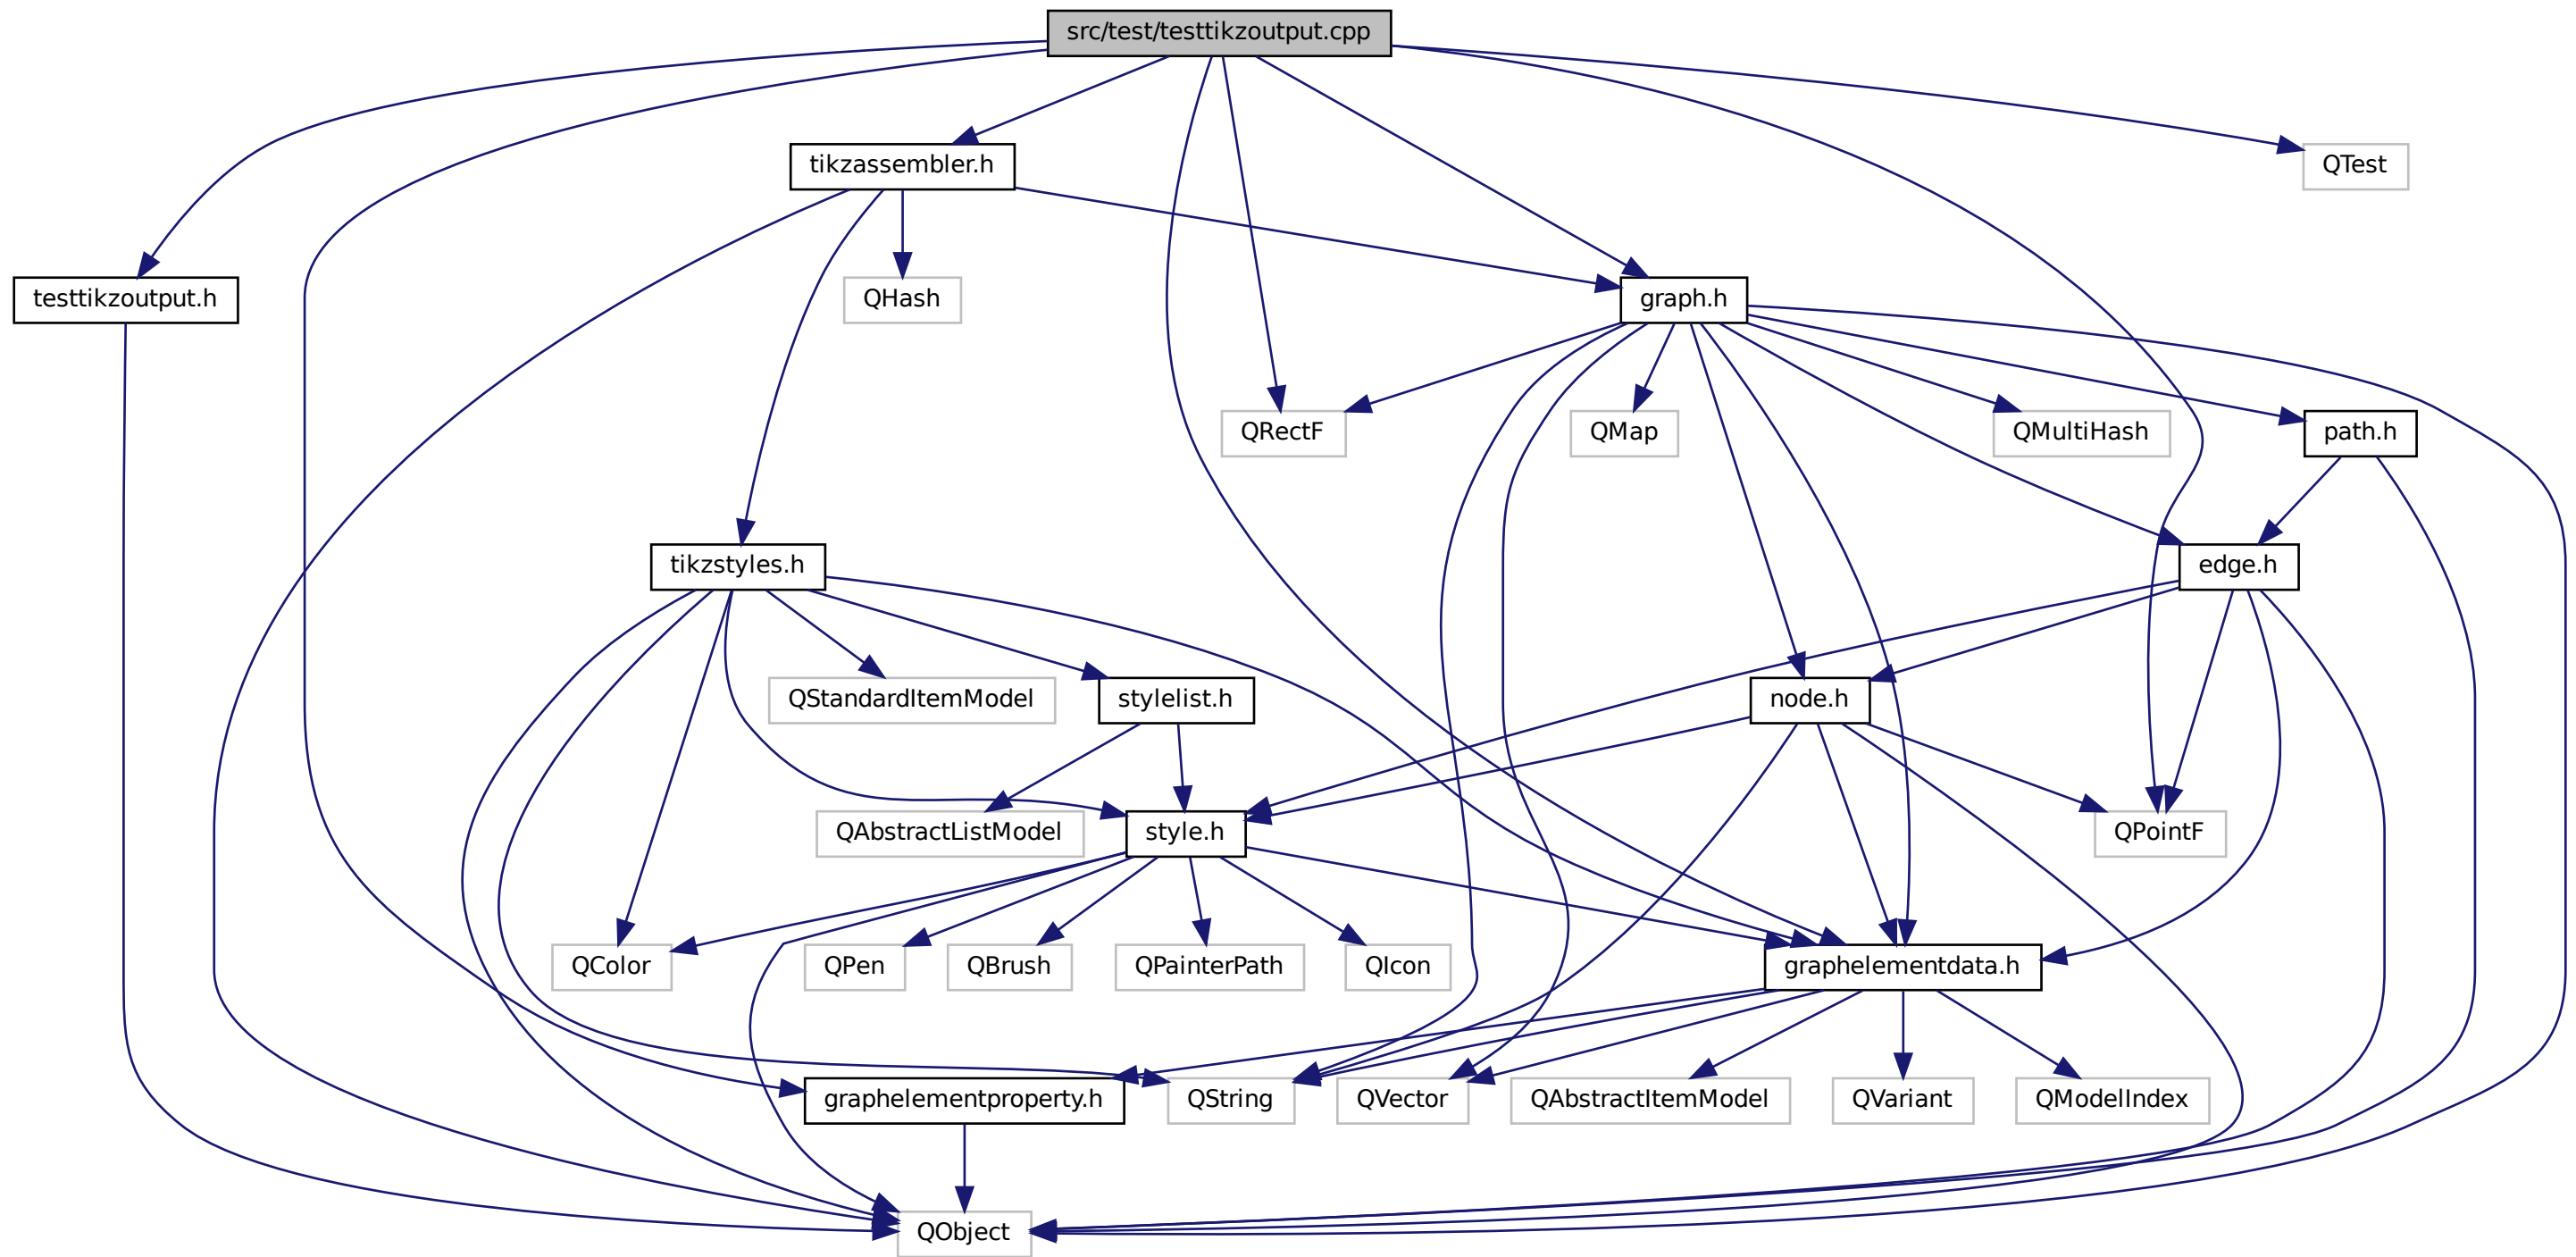 src/test/testtikzoutput.cpp
tikzassembler.h
QTest
testtikzoutput.h
QHash
graph.h
QRectF
QMap
QMultiHash
path.h
tikzstyles.h
edge.h
QStandardItemModel
stylelist.h
node.h
QAbstractListModel
style.h
QPointF
QColor
QPen
QBrush
QPainterPath
QIcon
graphelementdata.h
graphelementproperty.h
QString
QVector
QAbstractItemModel
QVariant
QModelIndex
QObject